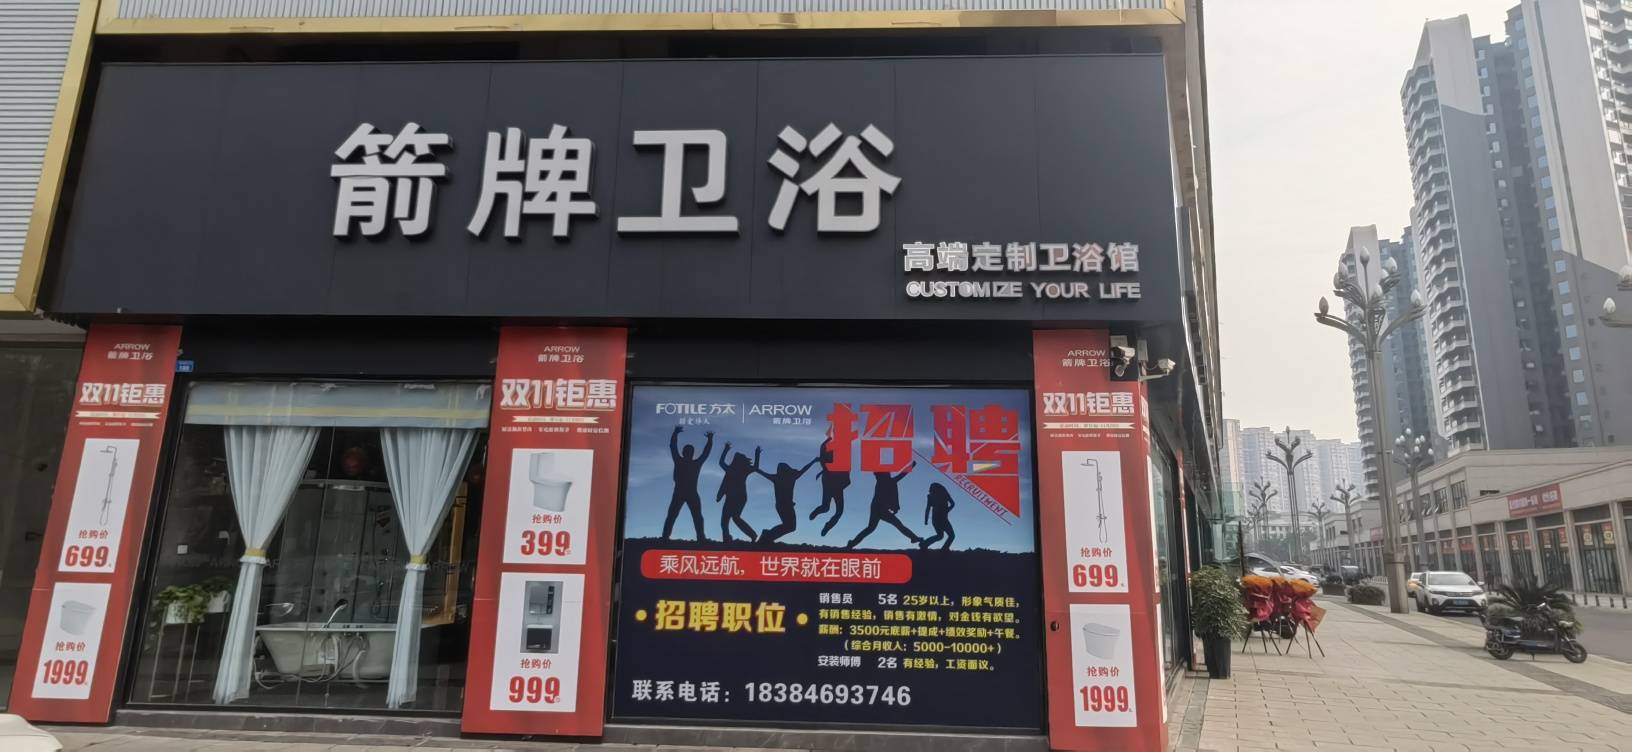 箭牌卫浴
高端定制卫浴馆
CUSTOMIZE YOUR LIFE
ARROW
箭牌卫浴
双11钜惠
抢购价
699
抢购价
1999
ARROW
箭牌卫浴
双11钜惠
抢购价
399
抢购价
999
FOTILE 方太
ARROW
箭牌卫浴
招聘
RECRUITMENT
乘风远航，世界就在眼前
·招聘职位·
销售员 5名 25岁以上，形象气质佳，
有销售经验，销售有激情，对金钱有欲望。
薪酬：3500元底薪+提成+绩效奖励+午餐。
（综合月收入：5000-10000+）
安装师傅 2名 有经验，工资面议。
联系电话：18384693746
ARROW
箭牌卫浴
双11钜惠
抢购价
699
抢购价
1999